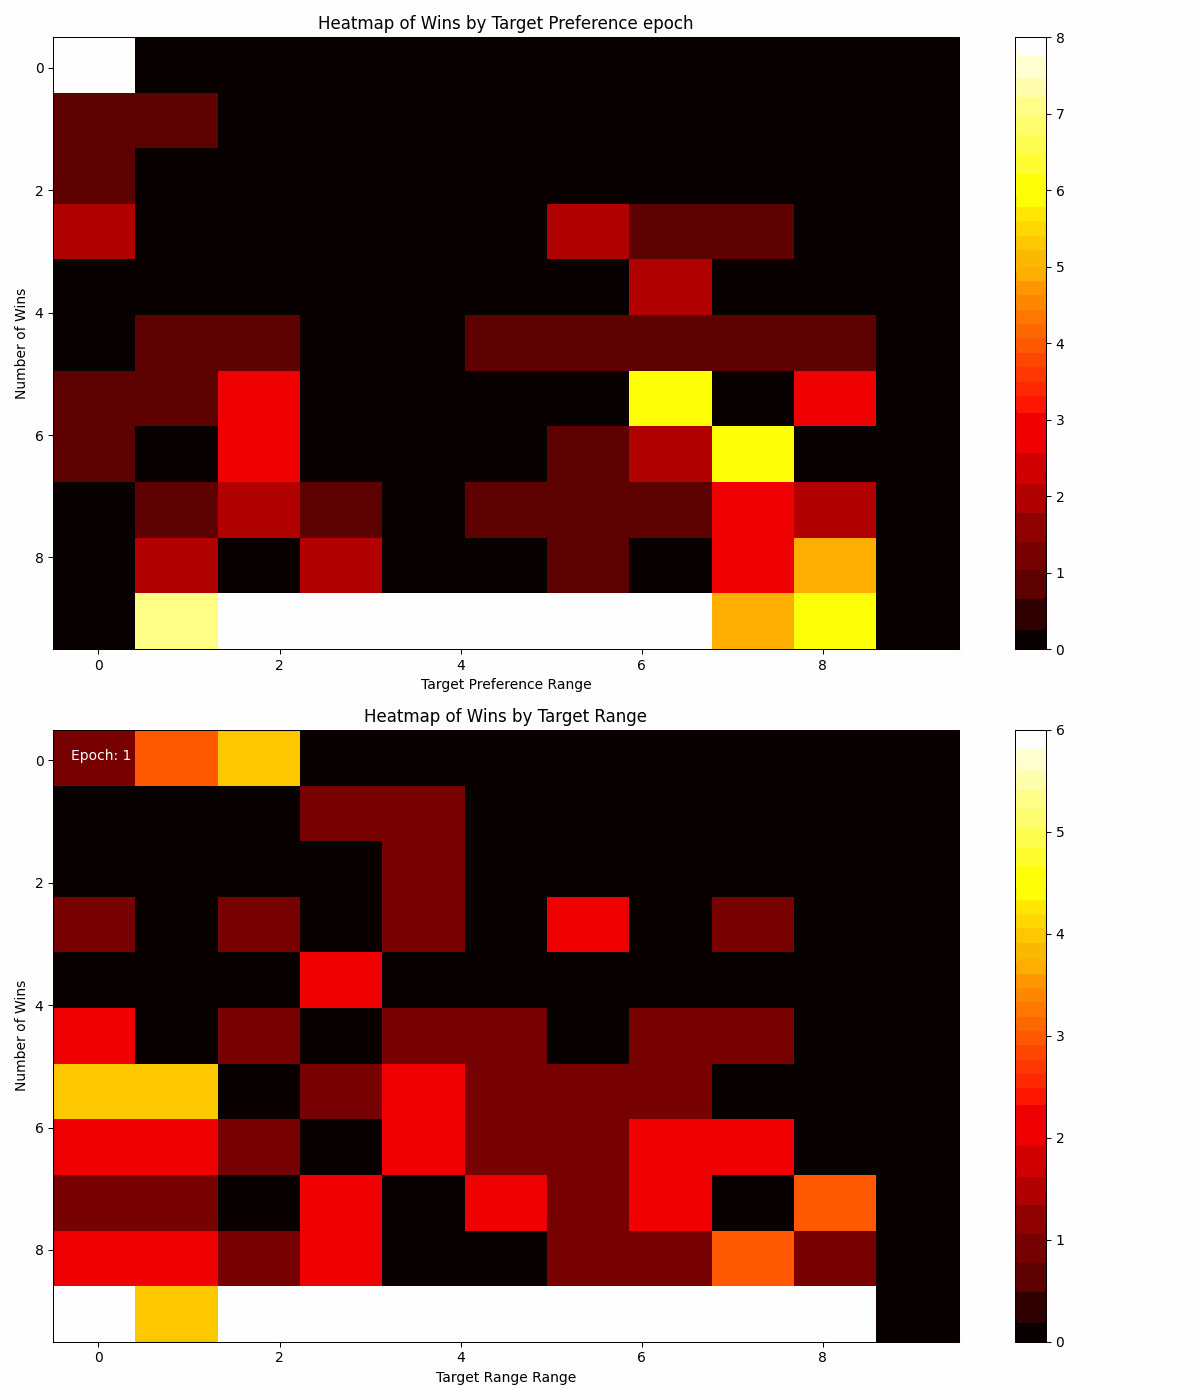 Heatmap of Wins by Target Preference epoch
0
2
4
6
8
Number of Wins
0 2 4 6 8
Target Preference Range
8
7
6
5
4
3
2
1
0
Heatmap of Wins by Target Range
Epoch: 1
0
2
4
6
8
Number of Wins
0 2 4 6 8
Target Range Range
6
5
4
3
2
1
0